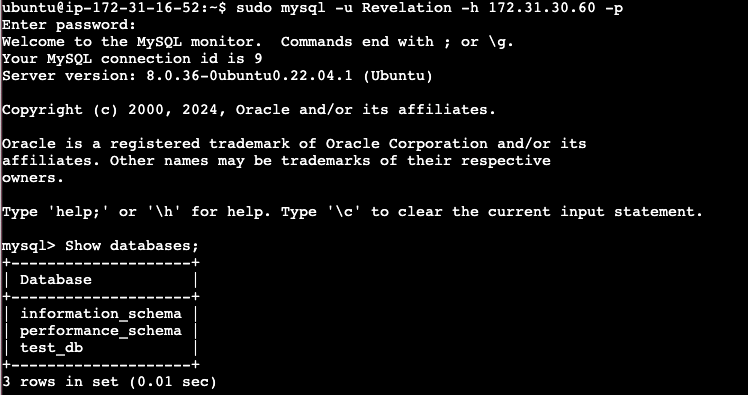 ubuntu@ip-172-31-16-52:~$ sudo mysql -u Revelation -h 172.31.30.60 -p
Enter password:
Welcome to the MySQL monitor.  Commands end with ; or \g.
Your MySQL connection id is 9
Server version: 8.0.36-0ubuntu0.22.04.1 (Ubuntu)

Copyright (c) 2000, 2024, Oracle and/or its affiliates.

Oracle is a registered trademark of Oracle Corporation and/or its
affiliates. Other names may be trademarks of their respective
owners.

Type 'help;' or '\h' for help. Type '\c' to clear the current input statement.

mysql> Show databases;
+--------------------+
| Database           |
+--------------------+
| information_schema |
| performance_schema |
| test_db            |
+--------------------+
3 rows in set (0.01 sec)